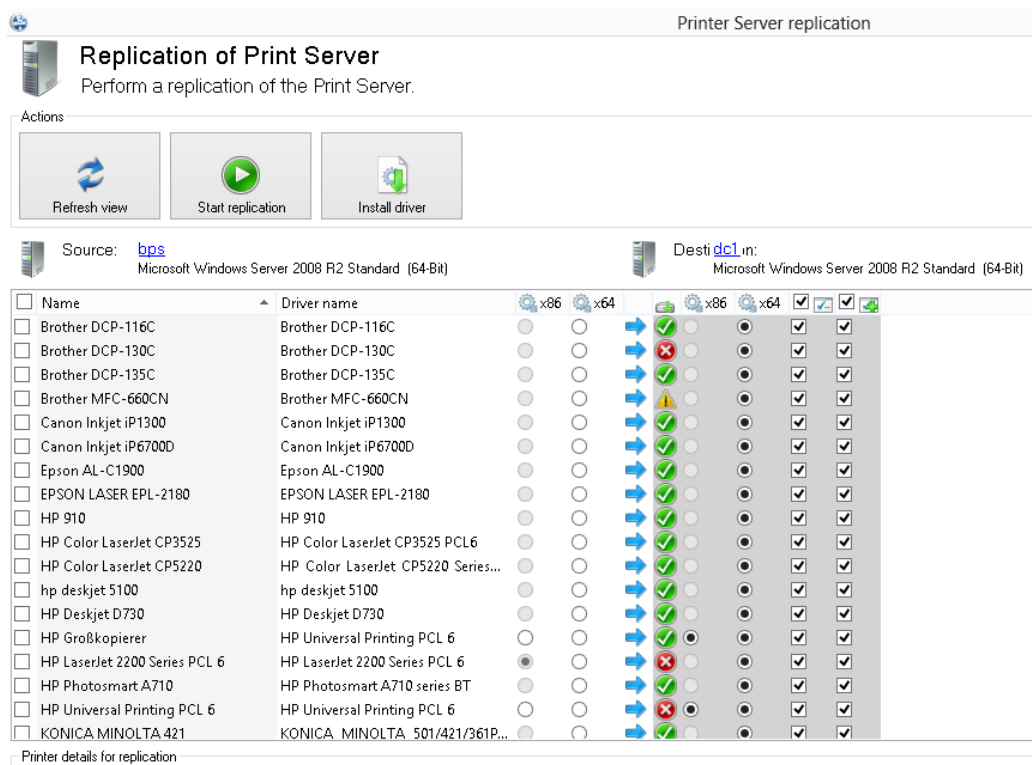 Printer Server replication
Replication of Print Server
Perform a replication of the Print Server.
Actions
Refresh view Start replication Install driver
Source: bps Desti dc1 n:
Microsoft Windows Server 2008 R2 Standard (64-Bit) Microsoft Windows Server 2008 R2 Standard (64-Bit)
Name Driver name x86 x64 x86 x64
Brother DCP-116C Brother DCP-116C
Brother DCP-130C Brother DCP-130C
Brother DCP-135C Brother DCP-135C
Brother MFC-660CN Brother MFC-660CN
Canon Inkjet iP1300 Canon Inkjet iP1300
Canon Inkjet iP6700D Canon Inkjet iP6700D
Epson AL-C1900 Epson AL-C1900
EPSON LASER EPL-2180 EPSON LASER EPL-2180
HP 910 HP 910
HP Color LaserJet CP3525 HP Color LaserJet CP3525 PCL6
HP Color LaserJet CP5220 HP Color LaserJet CP5220 Series...
hp deskjet 5100 hp deskjet 5100
HP Deskjet D730 HP Deskjet D730
HP Großkopierer HP Universal Printing PCL 6
HP LaserJet 2200 Series PCL 6 HP LaserJet 2200 Series PCL 6
HP Photosmart A710 HP Photosmart A710 series BT
HP Universal Printing PCL 6 HP Universal Printing PCL 6
KONICA MINOLTA 421 KONICA MINOLTA 501/421/361P...
Printer details for replication